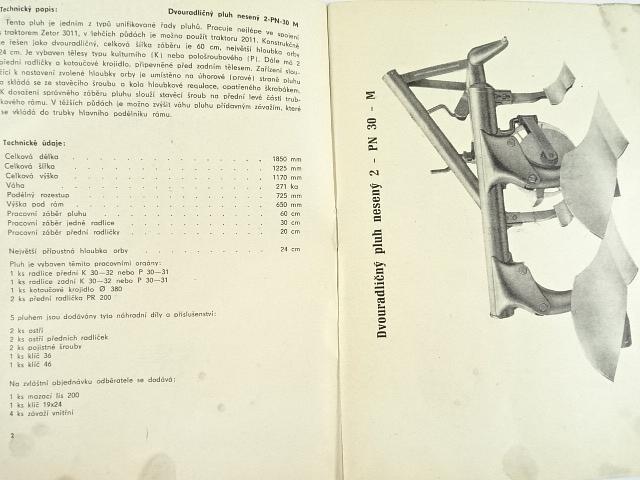 Technický popis: Dvouradličný pluh nesený 2-PN-30 M
Tento pluh je jedním z typů unifikované řady pluhů. Pracuje nejlépe ve spojení
s traktorem Zetor 3011, v lehčích půdách je možno použít traktoru 2011. Konstrukčně
je řešen jako dvouradličný, celková šířka záběru je 60 cm, největší hloubka orby
24 cm. Je vybaven tělesy typu kulturního (K) nebo pološroubového (P). Dále má 2
přední radličky a kotoučové krojidlo, připevněné před zadním tělesem. Zařízení slou-
žící k nastavení zvolené hloubky orby je umístěno na úhorové (pravé) straně pluhu
a skládá se ze stavěcího šroubu a kola hloubkové regulace, opatřeného škrabákem.
K dosažení správného záběru pluhu slouží stavěcí šroub na přední levé části trub-
kového rámu. V těžších půdách je možno zvýšit váhu pluhu přídavným závažím, které
se vkládá do trubky hlavního podélníku rámu.
Technické údaje:
Celková délka . . . . . . . . . . 1850 mm
Celková šířka . . . . . . . . . . 1225 mm
Celková výška . . . . . . . . . . 1170 mm
Váha . . . . . . . . . . 271 kg
Podélný rozestup . . . . . . . . . . 725 mm
Výška pod rám . . . . . . . . . . 650 mm
Pracovní záběr pluhu . . . . . . . . . . 60 cm
Pracovní záběr jedné radlice . . . . . . . . . . 30 cm
Pracovní záběr přední radličky . . . . . . . . . . 20 cm
Největší přípustná hloubka orby . . . . . . . 24 cm
Pluh je vybaven těmito pracovními orgány:
1 ks radlice přední K 30—32 nebo P 30—31
1 ks radlice zadní K 30—32 nebo P 30—31
1 ks kotoučové krojidlo Ø 380
2 ks přední radlička PR 200
S pluhem jsou dodávány tyto náhradní díly a příslušenství:
2 ks ostří
2 ks ostří předních radliček
2 ks pojistné šrouby
1 ks klíč 36
1 ks klíč 46
Na zvláštní objednávku odběratele se dodává:
1 ks mazací lis 200
1 ks klíč 19x24
4 ks závaží vnitřní
2
Dvouradličný pluh nesený 2 - PN 30 - M